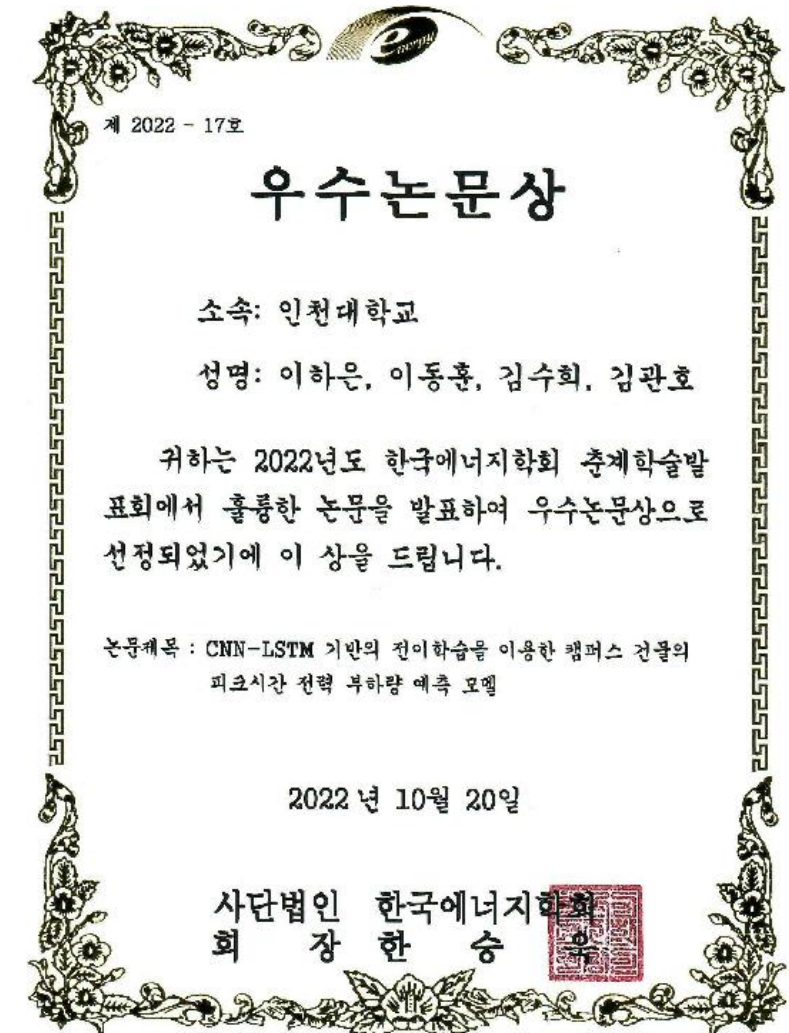 energy
제 2022 - 17호
우수논문상
소속: 인천대학교
성명: 이하은, 이동훈, 김수희, 김관호
귀하는 2022년도 한국에너지학회 춘계학술발
표회에서 훌륭한 논문을 발표하여 우수논문상으로
선정되었기에 이 상을 드립니다.
논문제목 : CNN-LSTM 기반의 전이학습을 이용한 캠퍼스 건물의
피크시간 전력 부하량 예측 모델
2022년 10월 20일
사단법인 한국에너지학회
회 장 한 승 욱